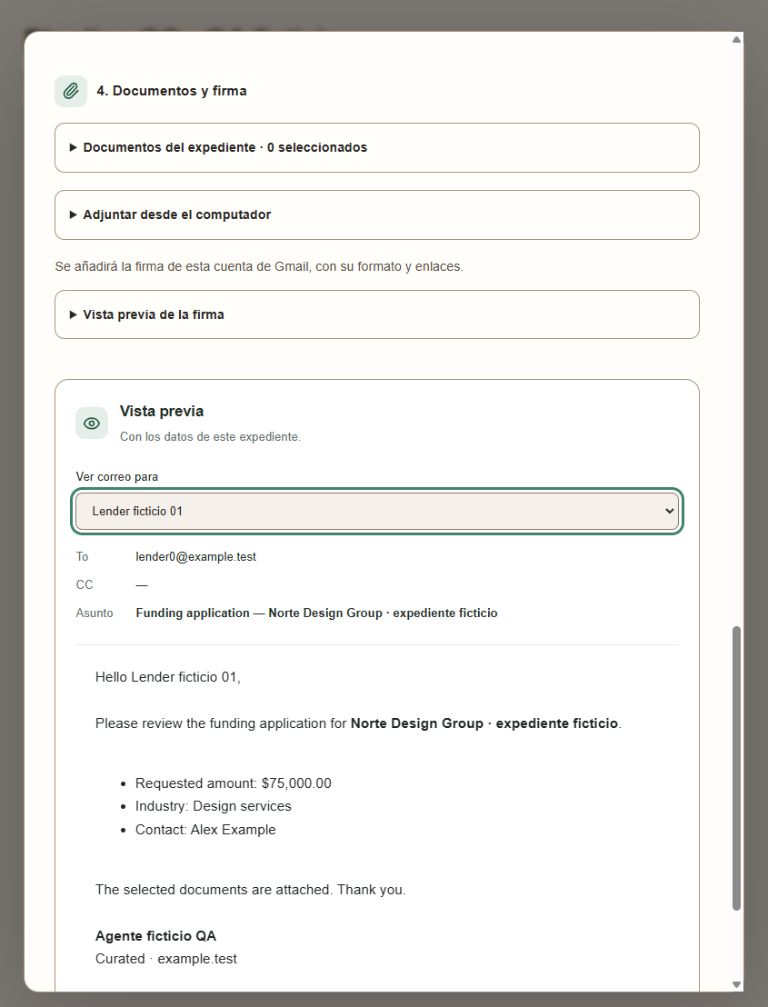 4. Documentos y firma
Documentos del expediente · 0 seleccionados
Adjuntar desde el computador
Se añadirá la firma de esta cuenta de Gmail, con su formato y enlaces.
Vista previa de la firma
Vista previa
Con los datos de este expediente.
Ver correo para
Lender ficticio 01
To lender0@example.test
CC —
Asunto Funding application — Norte Design Group · expediente ficticio
Hello Lender ficticio 01,
Please review the funding application for Norte Design Group · expediente ficticio.
• Requested amount: $75,000.00
• Industry: Design services
• Contact: Alex Example
The selected documents are attached. Thank you.
Agente ficticio QA
Curated · example.test